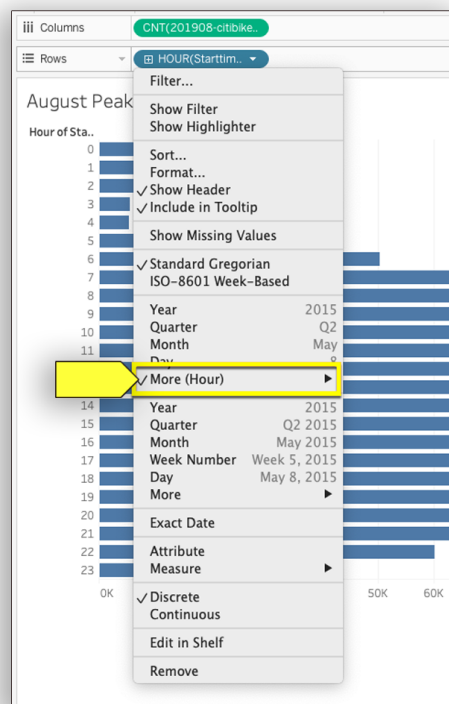 iii Columns
CNT(201908-citibike..
Rows
HOUR(Starttim..
August Peak
Hour of Sta..
Filter...
Show Filter
Show Highlighter
Sort...
Format...
Show Header
Include in Tooltip
Show Missing Values
Standard Gregorian
ISO-8601 Week-Based
Year 2015
Quarter Q2
Month May
Day 8
More (Hour)
Year 2015
Quarter Q2 2015
Month May 2015
Week Number Week 5, 2015
Day May 8, 2015
More
Exact Date
Attribute
Measure
Discrete
Continuous
Edit in Shelf
Remove
0
1
2
3
4
5
6
7
8
9
10
11
14
15
16
17
18
19
20
21
22
23
0K 50K 60K